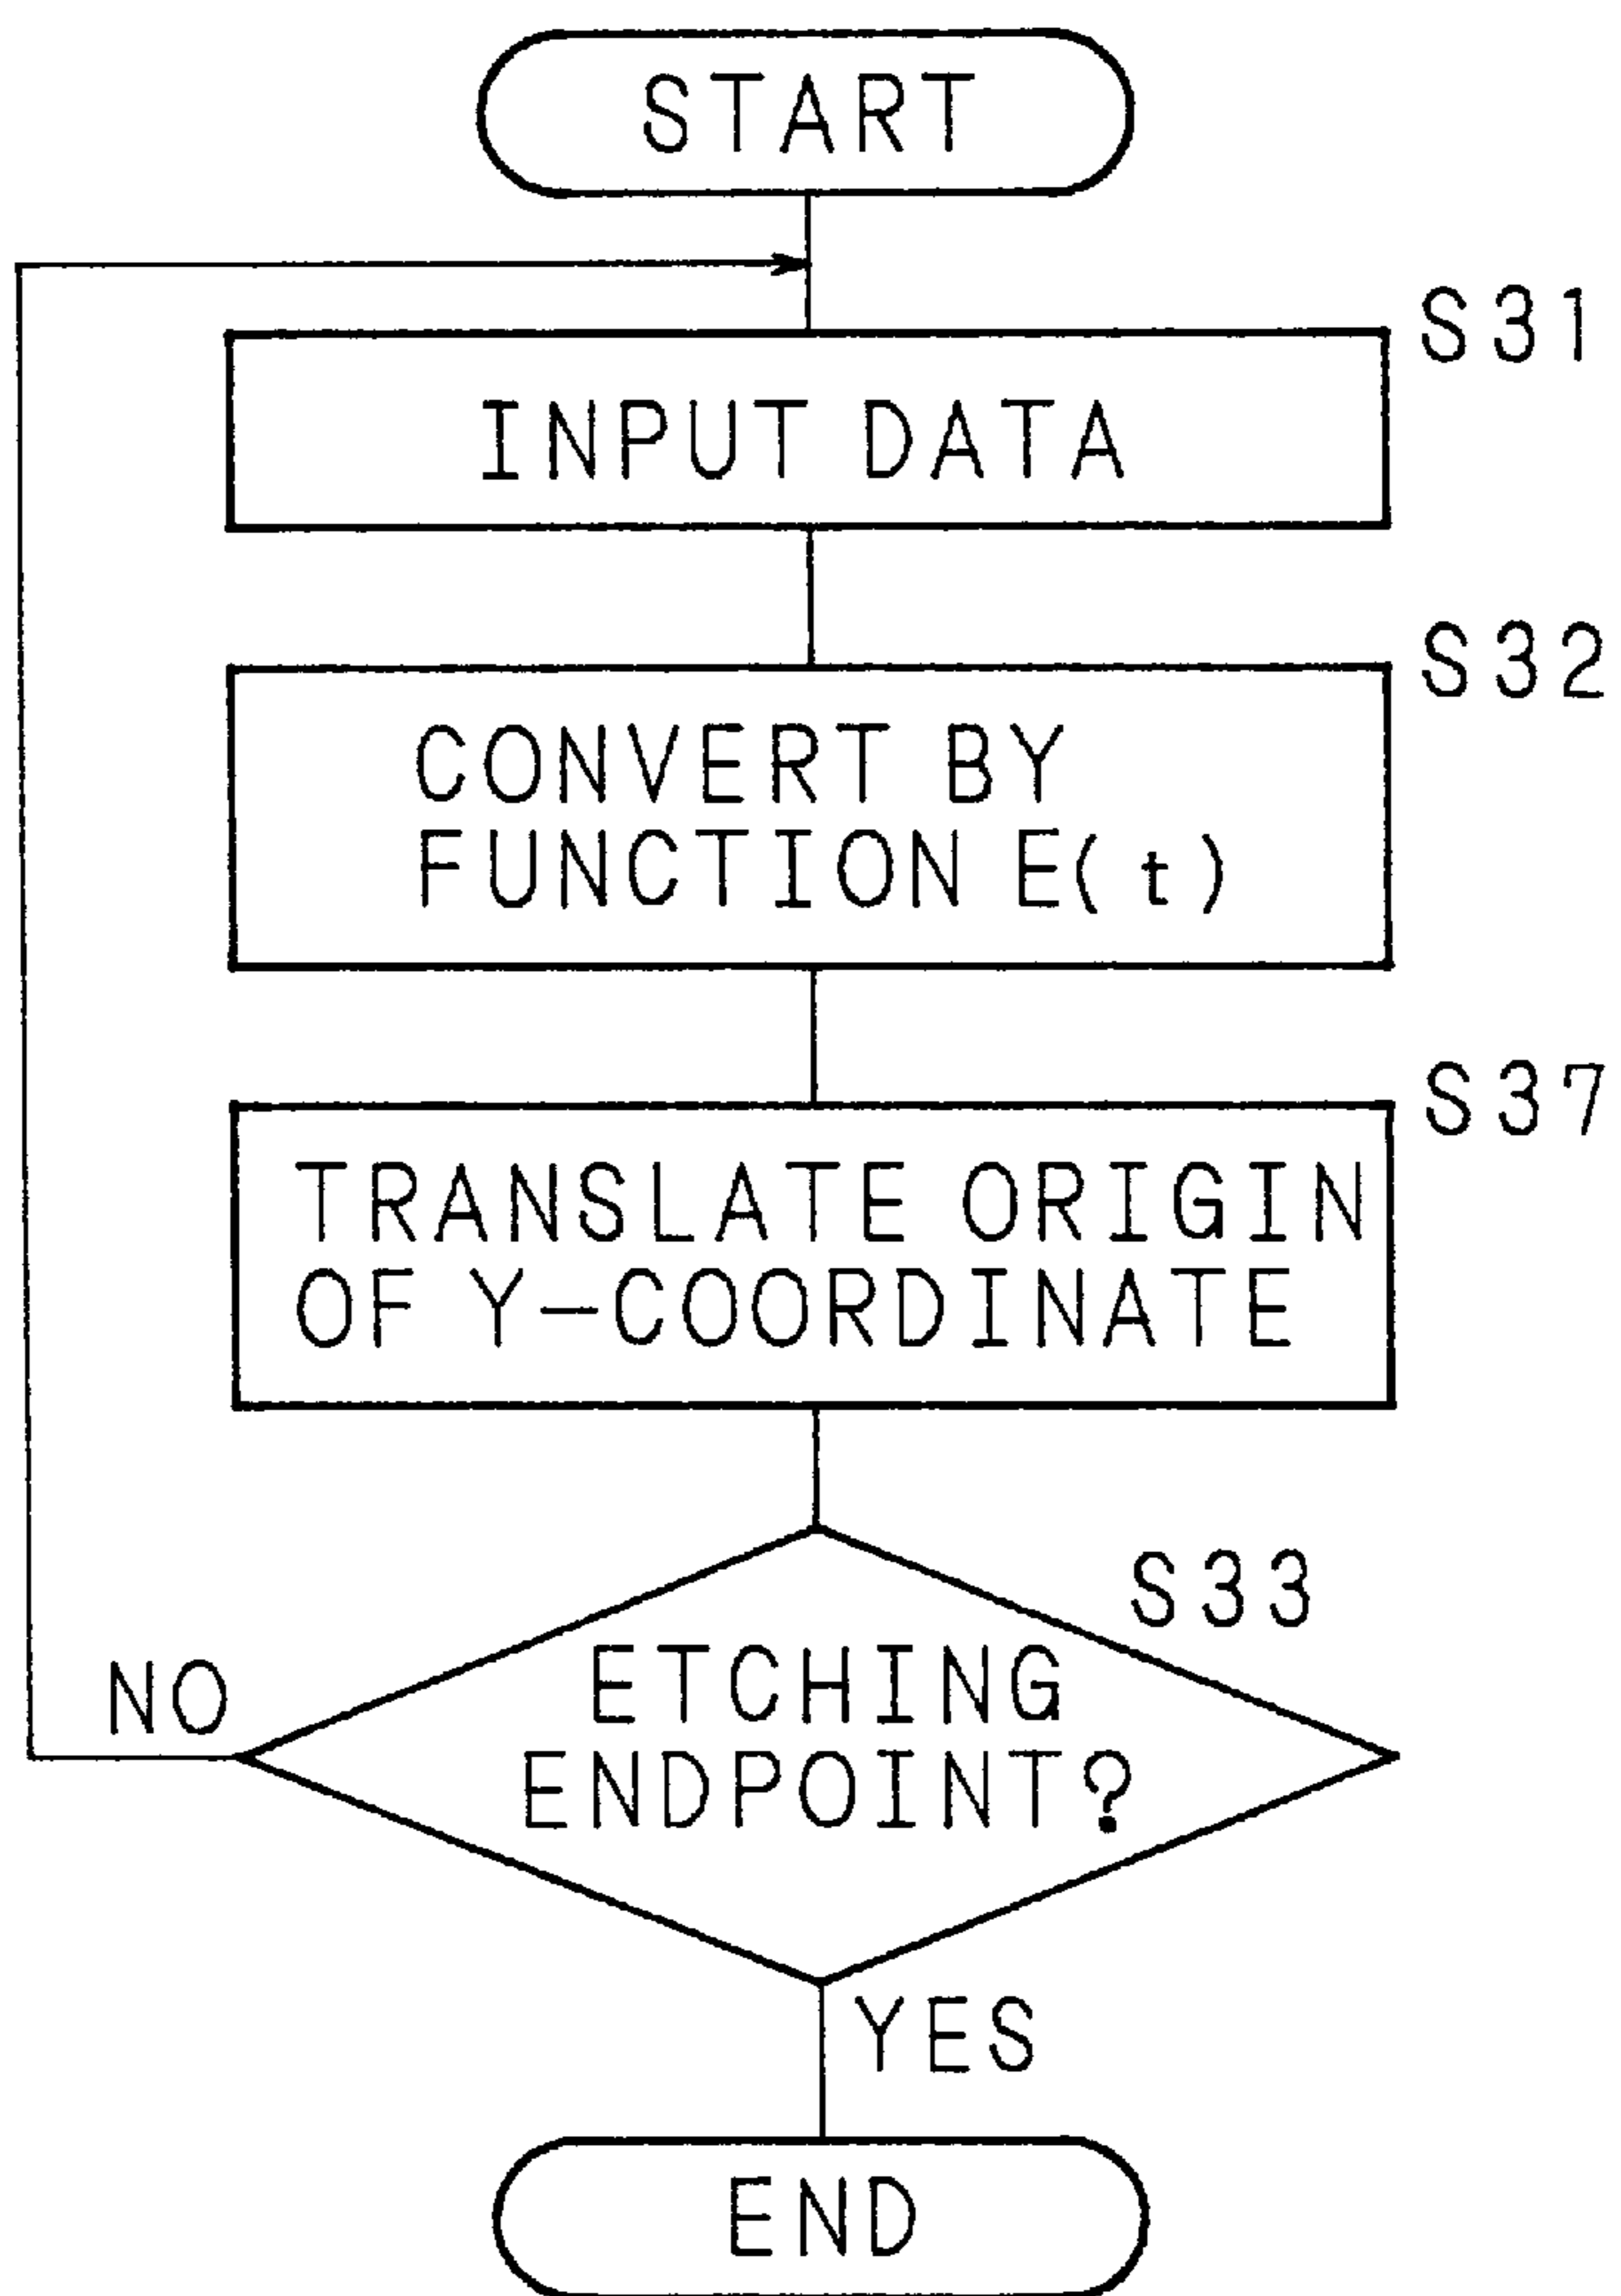 START
S31
INPUT DATA
S32
CONVERT BY
FUNCTION E(t)
S37
TRANSLATE ORIGIN
OF Y-COORDINATE
S33
ETCHING
NO
ENDPOINT?
YES
END